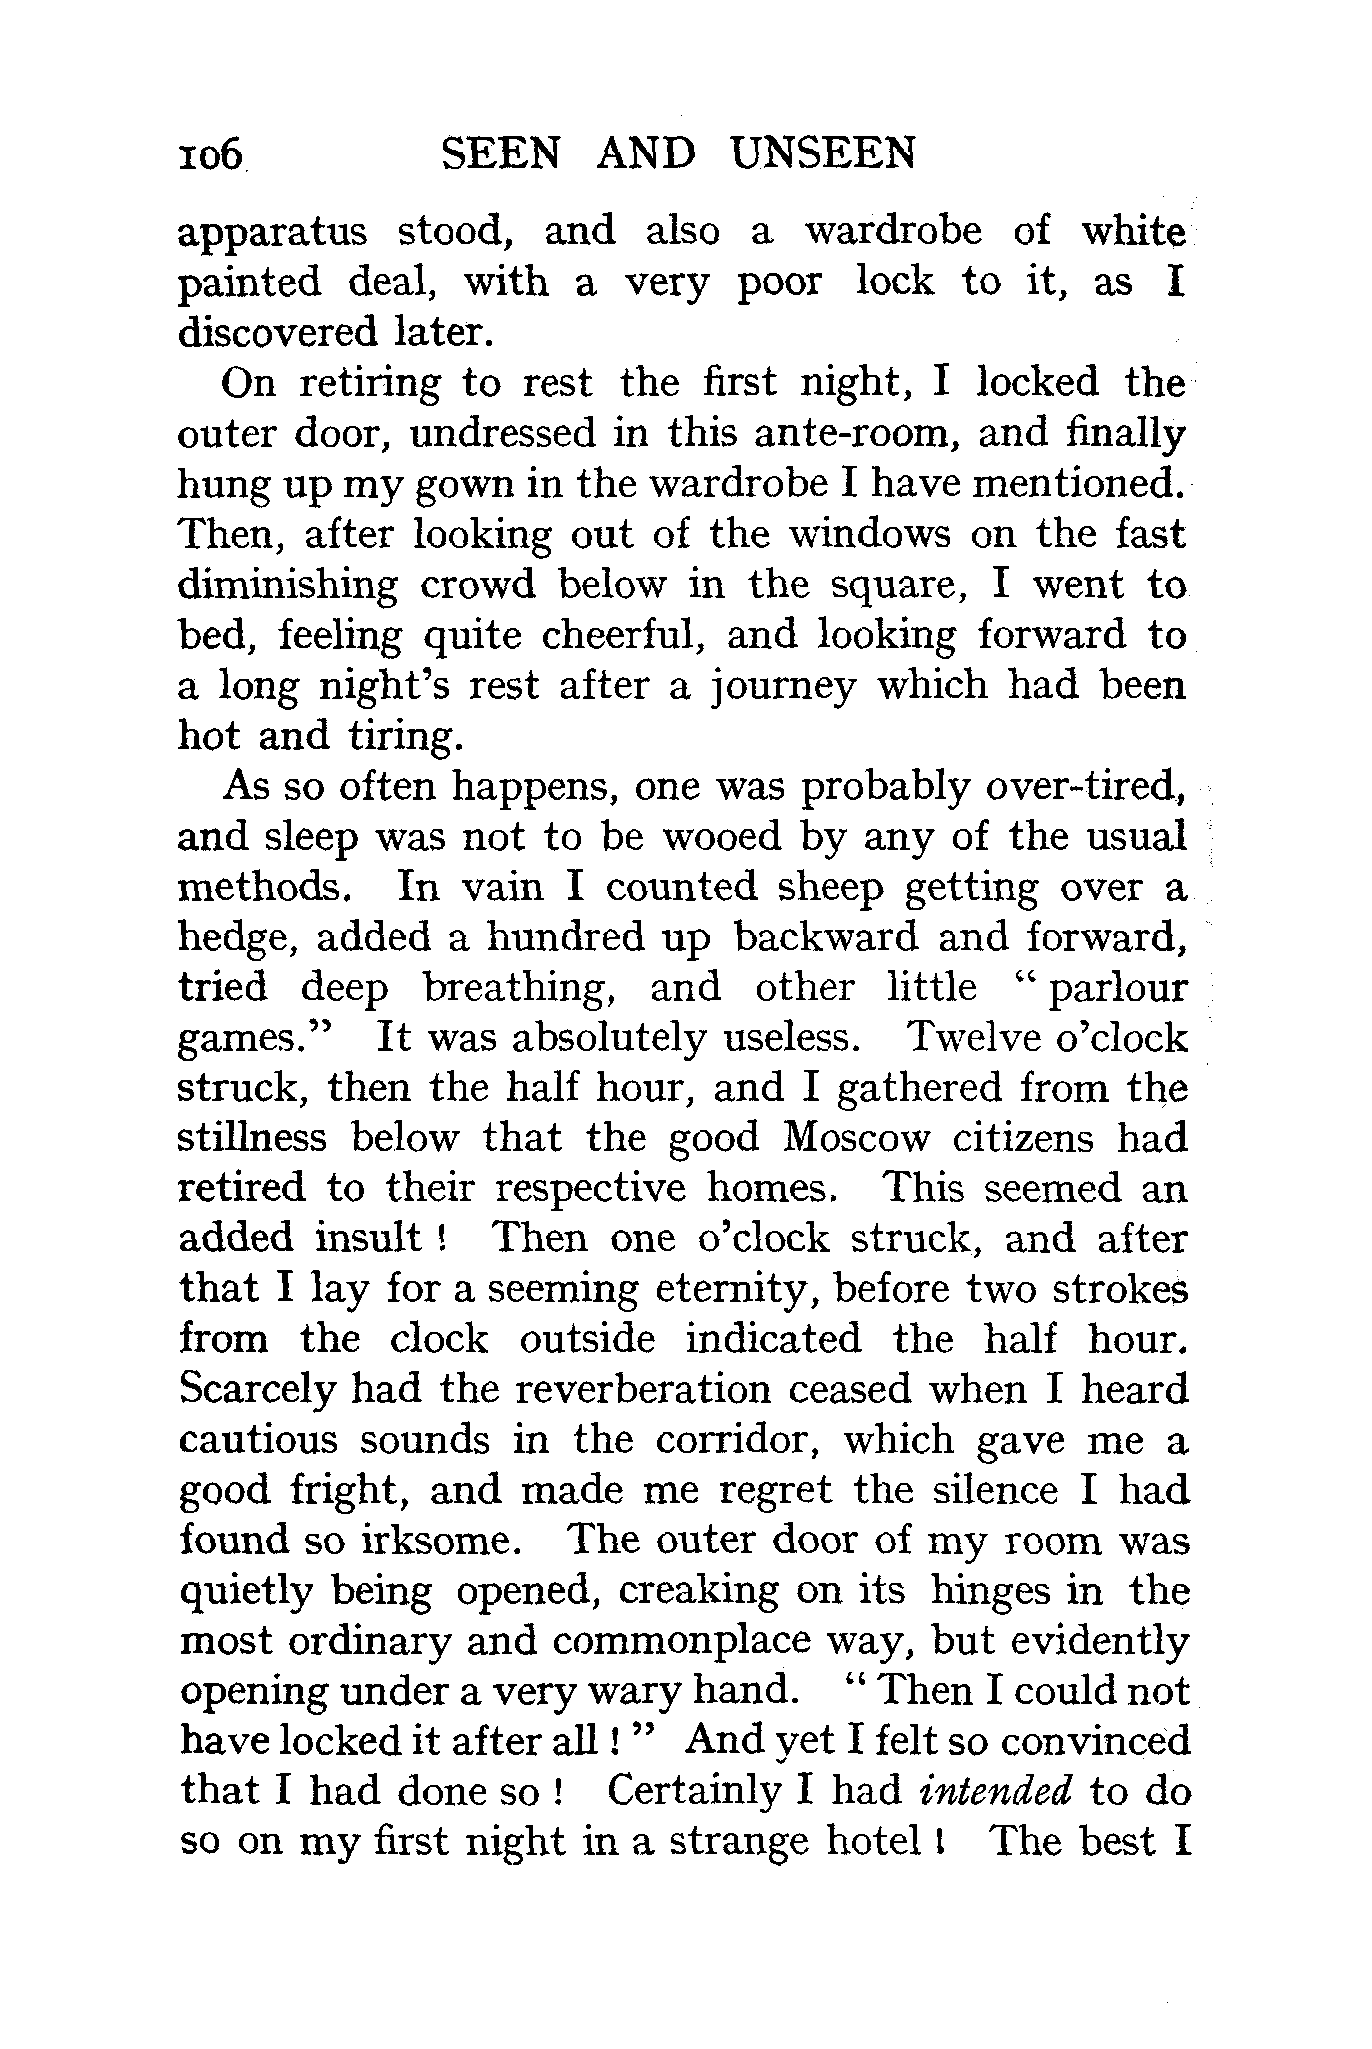 106 SEEN AND UNSEEN
apparatus stood, and also a wardrobe of white
painted deal, with a very poor lock to it, as I
discovered later.
On retiring to rest the first night, I locked the
outer door, undressed in this ante-room, and finally
hung up my gown in the wardrobe I have mentioned.
Then, after looking out of the windows on the fast
diminishing crowd below in the square, I went to
bed, feeling quite cheerful, and looking forward to
a long night's rest after a journey which had been
hot and tiring.
As so often happens, one was probably over-tired,
and sleep was not to be wooed by any of the usual
methods. In vain I counted sheep getting over a
hedge, added a hundred up backward and forward,
tried deep breathing, and other little “ parlour
games.” It was absolutely useless. Twelve o'clock
struck, then the half hour, and I gathered from the
stillness below that the good Moscow citizens had
retired to their respective homes. This seemed an
added insult ! Then one o'clock struck, and after
that I lay for a seeming eternity, before two strokes
from the clock outside indicated the half hour.
Scarcely had the reverberation ceased when I heard
cautious sounds in the corridor, which gave me a
good fright, and made me regret the silence I had
found so irksome. The outer door of my room was
quietly being opened, creaking on its hinges in the
most ordinary and commonplace way, but evidently
opening under a very wary hand. “ Then I could not
have locked it after all ! ” And yet I felt so convinced
that I had done so ! Certainly I had intended to do
so on my first night in a strange hotel ! The best I